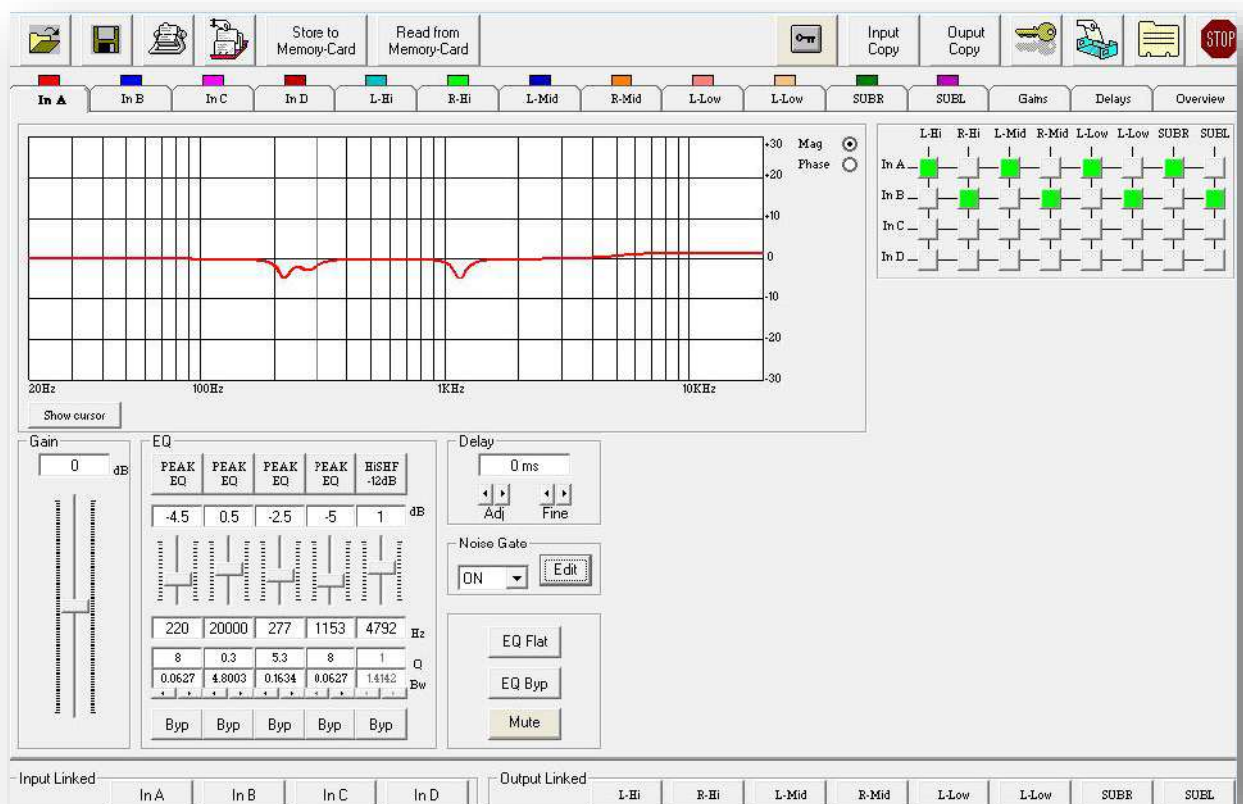 Store to
Memory-Card
Read from
Memory-Card
Input
Copy
Ouput
Copy
STOP
In A In B In C In D L-Hi R-Hi L-Mid R-Mid L-Low L-Low SUBR SUBL Gains Delays Overview
+30
+20
+10
0
-10
-20
-30
Mag
Phase
20Hz 100Hz 1KHz 10KHz
Show cursor
L-Hi R-Hi L-Mid R-Mid L-Low L-Low SUBR SUBL
In A
In B
In C
In D
Gain
0 dB
EQ
PEAK EQ PEAK EQ PEAK EQ PEAK EQ HiSHF -12dB
-4.5 0.5 -2.5 -5 1 dB
220 20000 277 1153 4792 Hz
8 0.3 5.3 8 1 Q
0.0627 4.8003 0.1634 0.0627 1.4142 Bw
Byp Byp Byp Byp Byp
Delay
0 ms
Adj Fine
Noise Gate
ON Edit
EQ Flat
EQ Byp
Mute
Input Linked
In A In B In C In D
Output Linked
L-Hi R-Hi L-Mid R-Mid L-Low L-Low SUBR SUBL